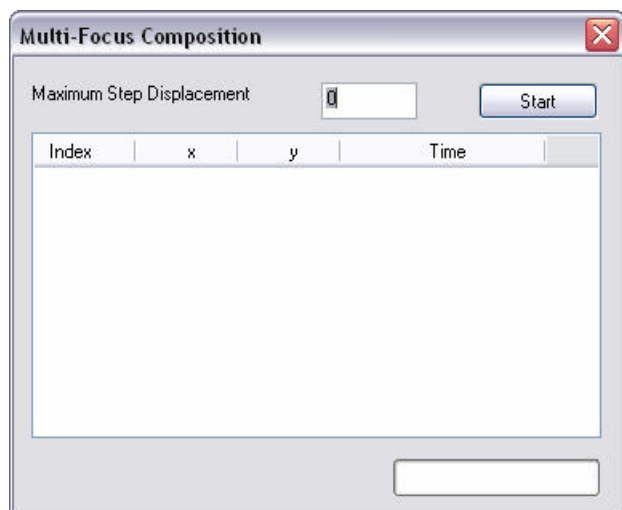 Multi-Focus Composition
Maximum Step Displacement 0 Start
Index x y Time